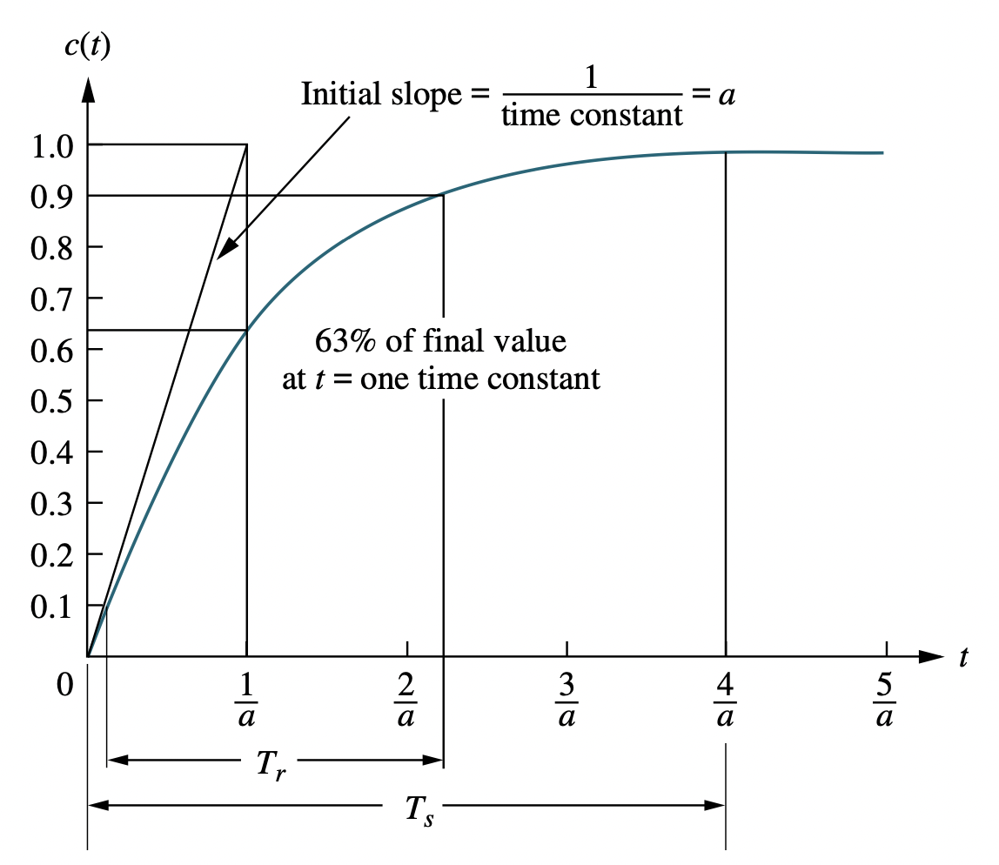 c(t)
Initial slope = 1/time constant = a
1.0
0.9
0.8
0.7
0.6
0.5
0.4
0.3
0.2
0.1
63% of final value
at t = one time constant
t
0 1/a 2/a 3/a 4/a 5/a
Tr
Ts